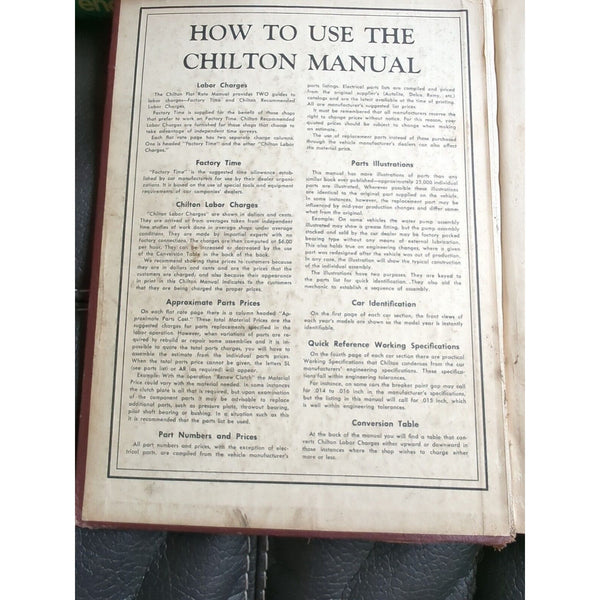 HOW TO USE THE
CHILTON MANUAL
Labor Charges
The Chilton Flat Rate Manual provides TWO guides to
labor charges—Factory Time and Chilton Recommended
Labor Charges.
Factory Time is supplied for the benefit of those shops
that prefer to work on Factory Time. Chilton Recommended
Labor Charges are furnished for those shops that choose to
take advantage of independent time surveys.
Each flat rate page has two separate charge columns.
One is headed "Factory Time" and the other "Chilton Labor
Charges."
Factory Time
"Factory Time" is the suggested time allowance estab-
lished by car manufacturers for use by their dealer organi-
zations. It is based on the use of special tools and equipment
requirements of car companies' dealers.
Chilton Labor Charges
"Chilton Labor Charges" are shown in dollars and cents.
They are arrived at from averages taken from independent
time studies of work done in average shops under average
conditions. They are made by impartial experts with no
factory connections. The charges are then computed at $6.00
per hour. They can be increased or decreased by the use
of the Conversion Table in the back of the book.
We recommend showing these prices to customers because
they are in dollars and cents and are the prices that the
customers are charged, and also because their appearance
in print in this Chilton Manual indicates to the customers
that they are being charged the proper prices.
Approximate Parts Prices
On each flat rate page there is a column headed "Ap-
proximate Parts Cost." These total Material Prices are the
suggested charges for parts replacements specified in the
labor operation. However, when variations of parts are re-
quired to rebuild or repair some assemblies and it is im-
possible to quote the total parts charges, you will have to
assemble the estimate from the individual parts prices.
When the total parts price cannot be given, the letters SL
(see parts list) or AR (as required) will appear.
Example: With the operation "Renew Clutch" the Material
Price could vary with the material needed. In some instances
the clutch plate is all that is required, but upon examination
of the component parts it may be advisable to replace
additional parts, such as pressure plate, throwout bearing,
pilot shaft bearing or bushing. In a situation such as this
it is recommended that the parts list be used.
Part Numbers and Prices
All part numbers and prices, with the exception of elec-
trical parts, are compiled from the vehicle manufacturer's
parts listings. Electrical parts lists are compiled and priced
from the original supplier's (Autolite, Delco Remy, etc.)
catalogs and are the latest available at the time of printing.
All are manufacturer's suggested list prices.
It must be remembered that all manufacturers reserve the
right to change prices without notice. For this reason, your
quoted prices should be subject to change when making
an estimate.
The use of replacement parts instead of those purchased
through the vehicle manufacturers dealers can also affect
the material price.
Parts Illustrations
This manual has more illustrations of parts than any
similar book ever published—approximately 32,000 individual
parts are illustrated. Wherever possible these illustrations
are identical to the original part supplied on the vehicle.
In some instances, however, the replacement part may be
influenced by mid-year production changes and differ some-
what from the original.
Example: On some vehicles the water pump assembly
illustrated may show a grease fitting, but the pump assembly
stocked and sold by the car dealer may be factory packed
bearing type without any means of external lubrication.
This also holds true on engineering changes, where a given
part was redesigned after the vehicle was out of production.
In any case, the illustration will show the typical construction
of the individual assembly.
The illustrations have two purposes. They are keyed to
the parts list for quick identification. They also aid the
mechanic to establish a sequence of assembly.
Car Identification
On the first page of each car section, the front views of
each year's models are shown so the model year is instantly
identifiable.
Quick Reference Working Specifications
On the fourth page of each car section there are practical
Working Specifications that Chilton condenses from the car
manufacturers' engineering specifications. These specifica-
tions fall within engineering tolerances.
For instance, on some cars the breaker point gap may call
for .014 to .016 inch in the manufacturer's specifications,
but the listing in this manual will call for .015 inch, which
is well within engineering tolerances.
Conversion Table
At the back of the manual you will find a table that con-
verts Chilton Labor Charges either upward or downward in
those instances where the shop wishes to charge either
more or less.